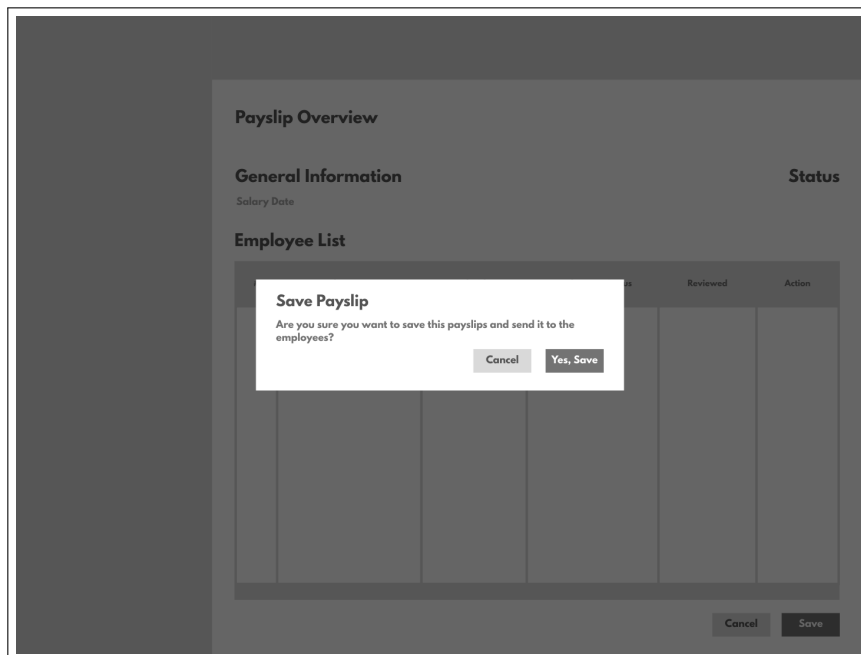 Payslip Overview
General Information
Status
Salary Date
Employee List
Reviewed
Action
Save Payslip
Are you sure you want to save this payslips and send it to the
employees?
Cancel
Yes, Save
Cancel
Save